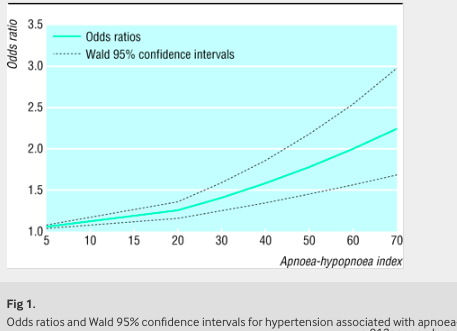 Odds ratio
3.5
Odds ratios
Wald 95% confidence intervals
3.0
2.5
2.0
1.5
1.0
5 10 15 20 30 40 50 60 70
Apnoea-hypopnoea index
Fig 1.
Odds ratios and Wald 95% confidence intervals for hypertension associated with apnoea